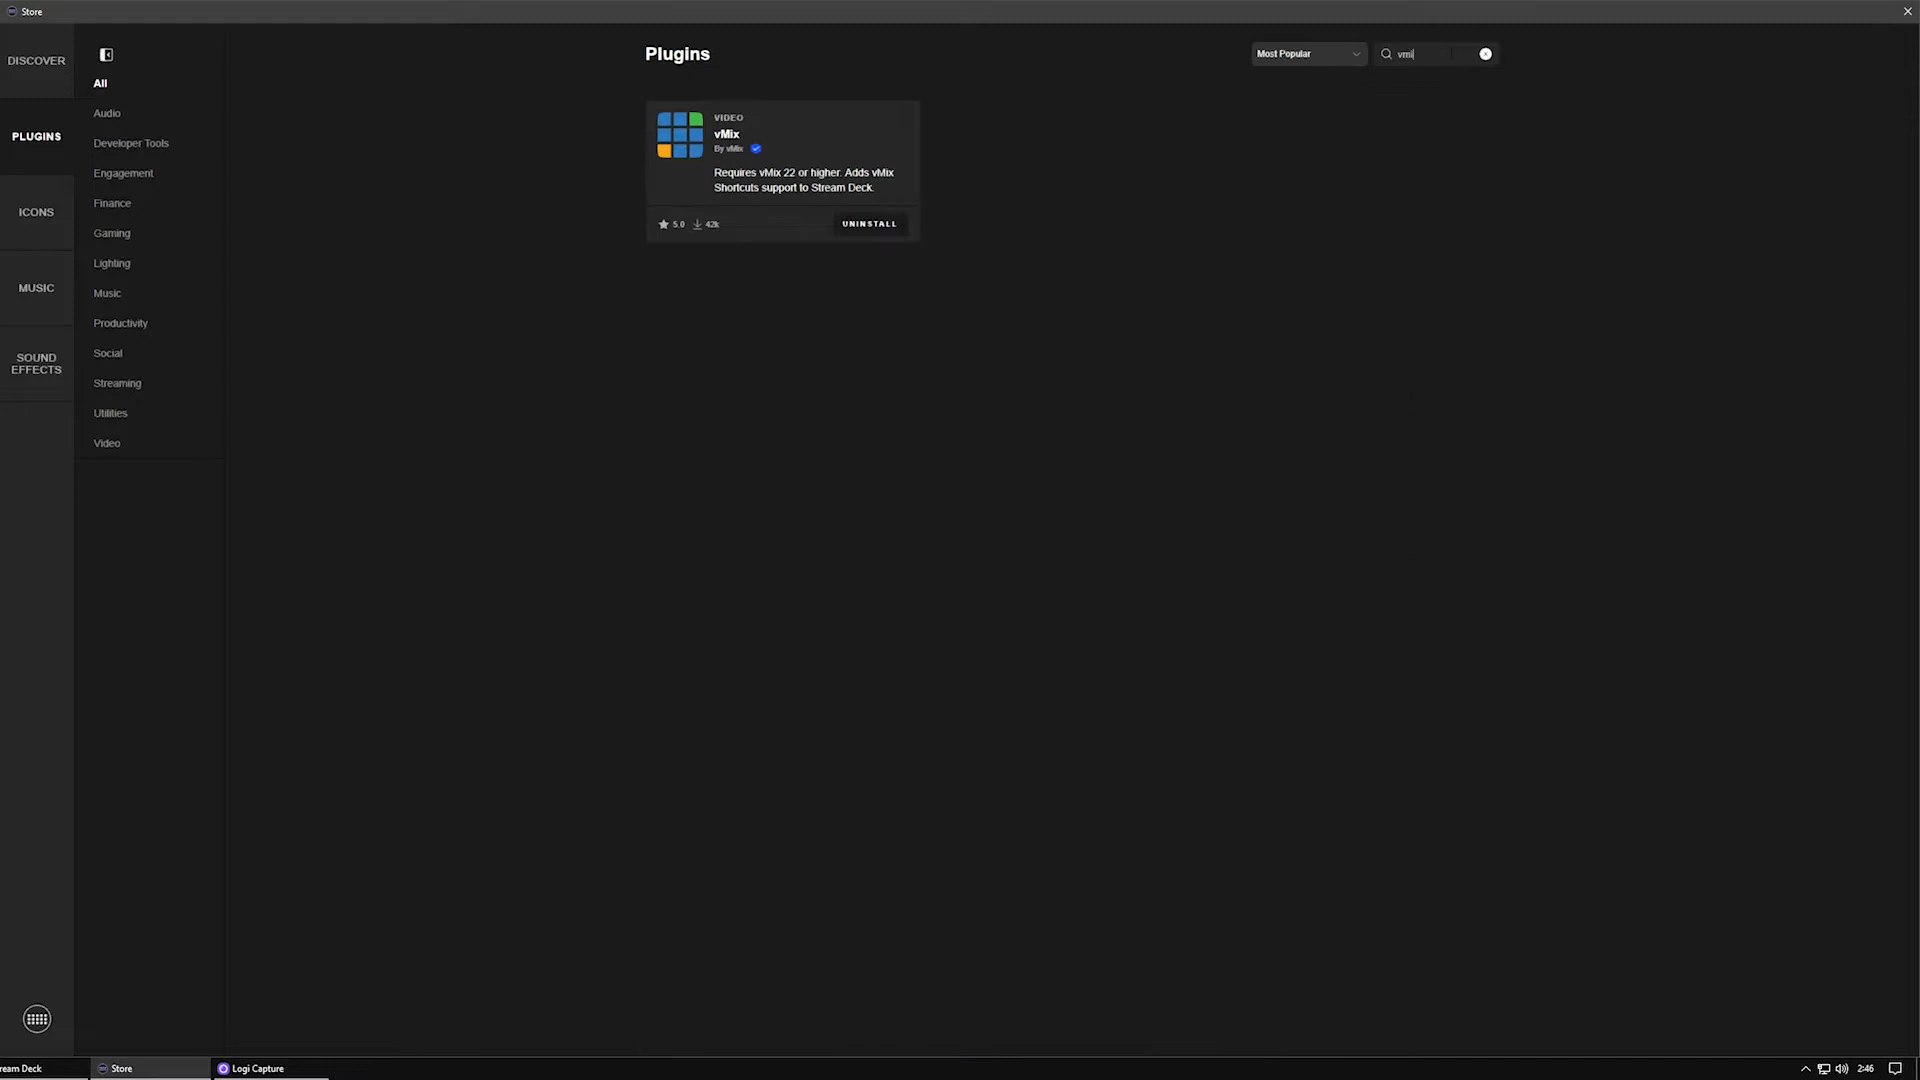 Store
DISCOVER
PLUGINS
ICONS
MUSIC
SOUND
EFFECTS
All
Audio
Developer Tools
Engagement
Finance
Gaming
Lighting
Music
Productivity
Social
Streaming
Utilities
Video
Plugins
Most Popular
vmi
VIDEO
vMix
By vMix
Requires vMix 22 or higher. Adds vMix
Shortcuts support to Stream Deck.
5.0 42k
UNINSTALL
ream Deck
Store
Logi Capture
2:46